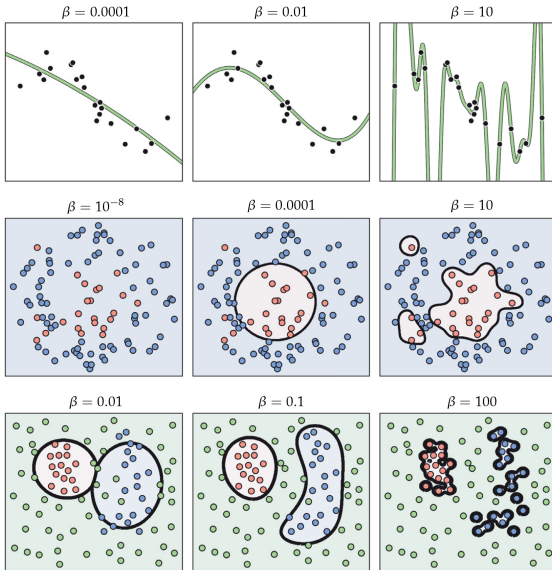 β = 0.0001 β = 0.01 β = 10
β = 10⁻⁸ β = 0.0001 β = 10
β = 0.01 β = 0.1 β = 100